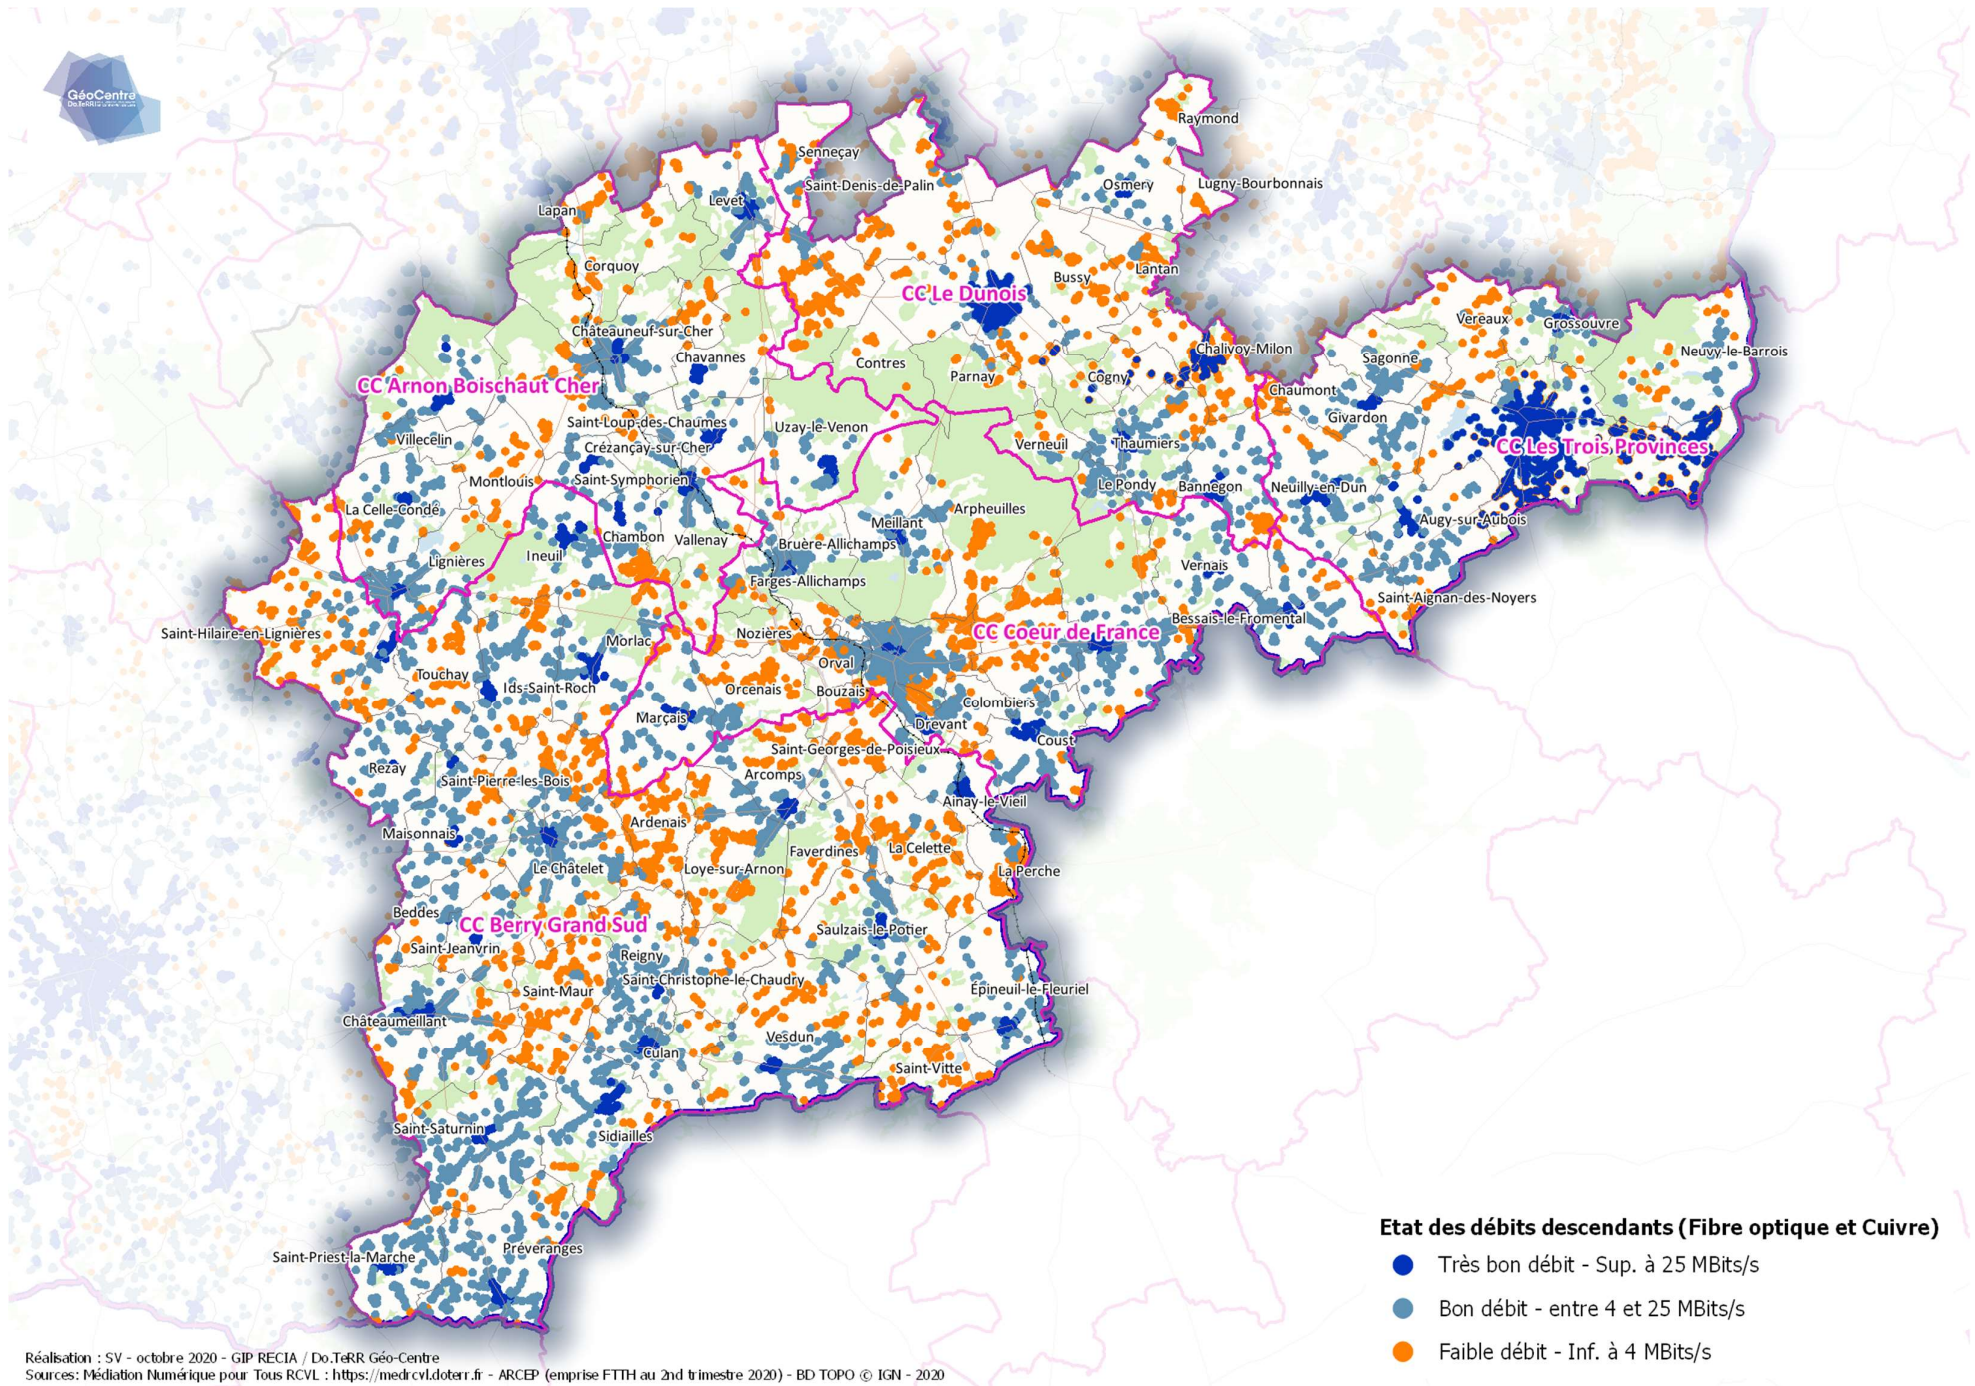 GéoCentre
Raymond
Senneçay
Saint-Denis-de-Palin
Osmery
Lugny-Bourbonnais
Levet
Lapan
Corquoy
Bussy
Lantan
CC Le Dunois
Vereaux
Grossouvre
Châteauneuf-sur-Cher
Chavannes
Contres
Parnay
Cogny
Chalivoy-Milon
Sagonne
Neuvy-le-Barrois
CC Arnon Boischaut Cher
Chaumont
Givardon
Saint-Loup-des-Chaumes
Uzay-le-Venon
Villecelin
Crézançay-sur-Cher
Verneuil
Thaumiers
CC Les Trois Provinces
Montlouis
Saint-Symphorien
Le Pondy
Bannegon
Neuilly-en-Dun
La Celle-Condé
Arpheuilles
Meillant
Augy-sur-Aubois
Chambon
Vallenay
Bruère-Allichamps
Ineuil
Lignières
Farges-Allichamps
Vernais
Saint-Aignan-des-Noyers
Bessais-le-Fromental
Saint-Hilaire-en-Lignières
Morlac
Nozières
CC Coeur de France
Orval
Touchay
Ids-Saint-Roch
Orcenais
Bouzais
Colombiers
Marçais
Drevant
Coust
Saint-Georges-de-Poisieux
Rezay
Saint-Pierre-les-Bois
Arcomps
Ainay-le-Vieil
Ardenais
Maisonnais
Faverdines
La Celette
Le Châtelet
Loye-sur-Arnon
La Perche
Beddes
CC Berry Grand Sud
Saulzais-le-Potier
Saint-Jeanvrin
Reigny
Saint-Christophe-le-Chaudry
Saint-Maur
Épineuil-le-Fleuriel
Châteaumeillant
Vesdun
Culan
Saint-Vitte
Saint-Saturnin
Sidiailles
Préveranges
Saint-Priest-la-Marche
Etat des débits descendants (Fibre optique et Cuivre)
Très bon débit - Sup. à 25 MBits/s
Bon débit - entre 4 et 25 MBits/s
Faible débit - Inf. à 4 MBits/s
Réalisation : SV - octobre 2020 - GIP RECIA / Do.TeRR Géo-Centre
Sources: Médiation Numérique pour Tous RCVL : https://medrcvl.doterr.fr - ARCEP (emprise FTTH au 2nd trimestre 2020) - BD TOPO © IGN - 2020